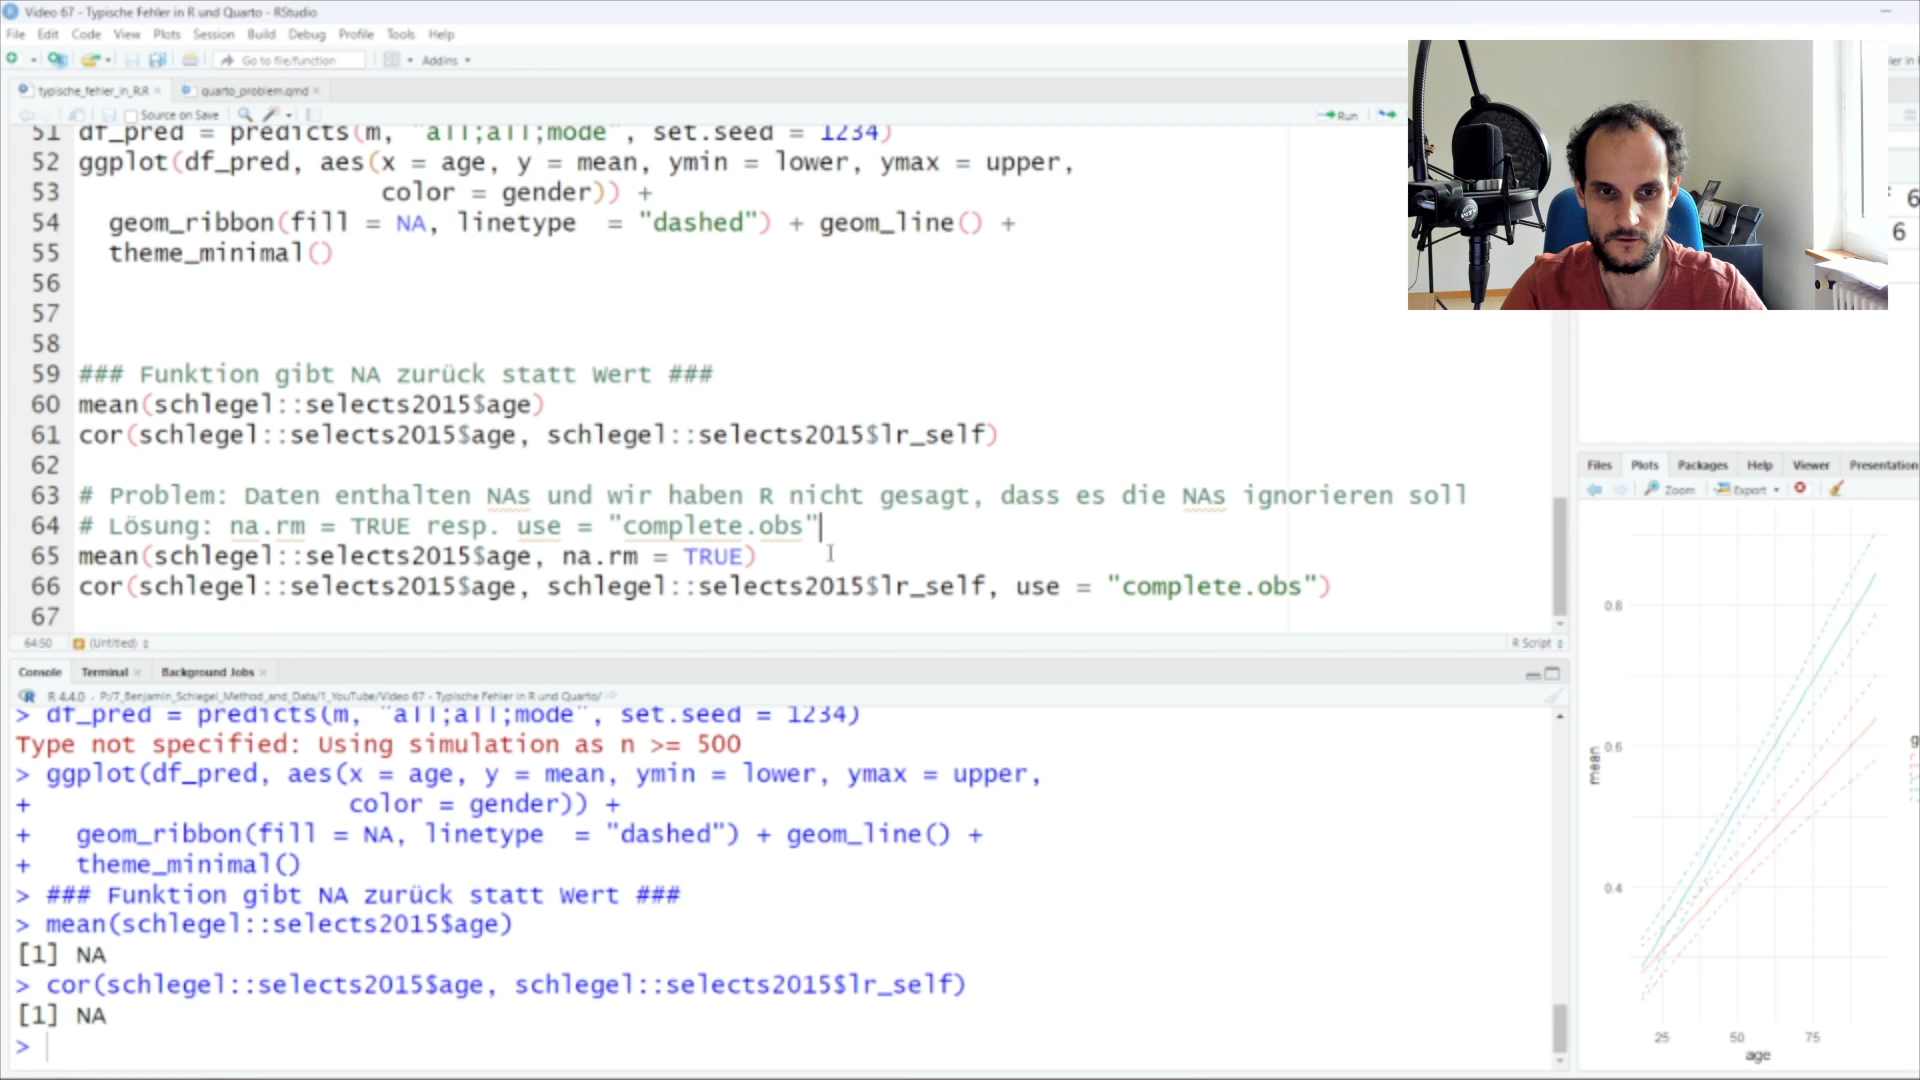 Video 67 - Typische Fehler in R und Quarto - RStudio
File Edit Code View Plots Session Build Debug Profile Tools Help
Go to file/function Addins
typische_fehler_in_R.R quarto_problem.qmd
Source on Save Run
51 df_pred = predicts(m, "all;all;mode", set.seed = 1234)
52 ggplot(df_pred, aes(x = age, y = mean, ymin = lower, ymax = upper,
53 color = gender)) +
54 geom_ribbon(fill = NA, linetype  = "dashed") + geom_line() +
55 theme_minimal()
56
57
58
59 ### Funktion gibt NA zurück statt Wert ###
60 mean(schlegel::selects2015$age)
61 cor(schlegel::selects2015$age, schlegel::selects2015$lr_self)
62
63 # Problem: Daten enthalten NAs und wir haben R nicht gesagt, dass es die NAs ignorieren soll
64 # Lösung: na.rm = TRUE resp. use = "complete.obs"
65 mean(schlegel::selects2015$age, na.rm = TRUE)
66 cor(schlegel::selects2015$age, schlegel::selects2015$lr_self, use = "complete.obs")
67
64:50 (Untitled) R Script
Console Terminal Background Jobs
R 4.4.0 · P:/7_Benjamin_Schlegel_Method_and_Data/1_YouTube/Video 67 - Typische Fehler in R und Quarto/
> df_pred = predicts(m, "all;all;mode", set.seed = 1234)
Type not specified: Using simulation as n >= 500
> ggplot(df_pred, aes(x = age, y = mean, ymin = lower, ymax = upper,
+ color = gender)) +
+ geom_ribbon(fill = NA, linetype  = "dashed") + geom_line() +
+ theme_minimal()
> ### Funktion gibt NA zurück statt Wert ###
> mean(schlegel::selects2015$age)
[1] NA
> cor(schlegel::selects2015$age, schlegel::selects2015$lr_self)
[1] NA
>
6
6
Files Plots Packages Help Viewer Presentation
Zoom Export
0.8
0.6
0.4
mean
25 50 75
age